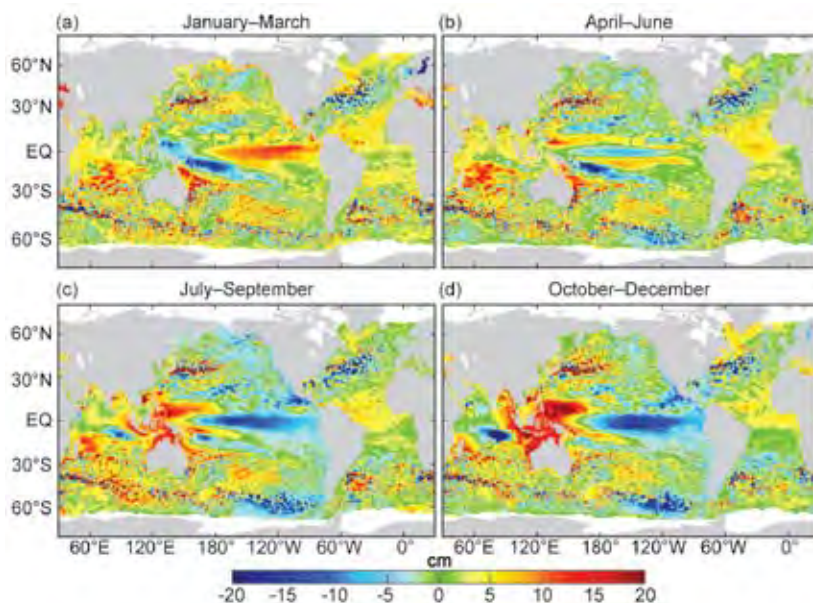 (a) January–March
(b) April–June
60°N
30°N
EQ
30°S
60°S
(c) July–September
(d) October–December
60°N
30°N
EQ
30°S
60°S
60°E 120°E 180° 120°W 60°W 0° 60°E 120°E 180° 120°W 60°W 0°
cm
-20 -15 -10 -5 0 5 10 15 20